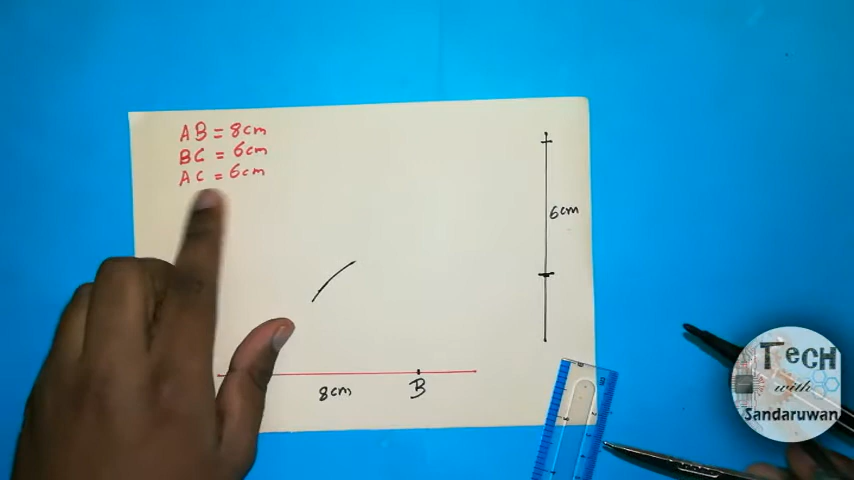 AB = 8cm
BC = 6cm
AC = 6cm
6cm
8cm
B
TecH
with
Sandaruwan